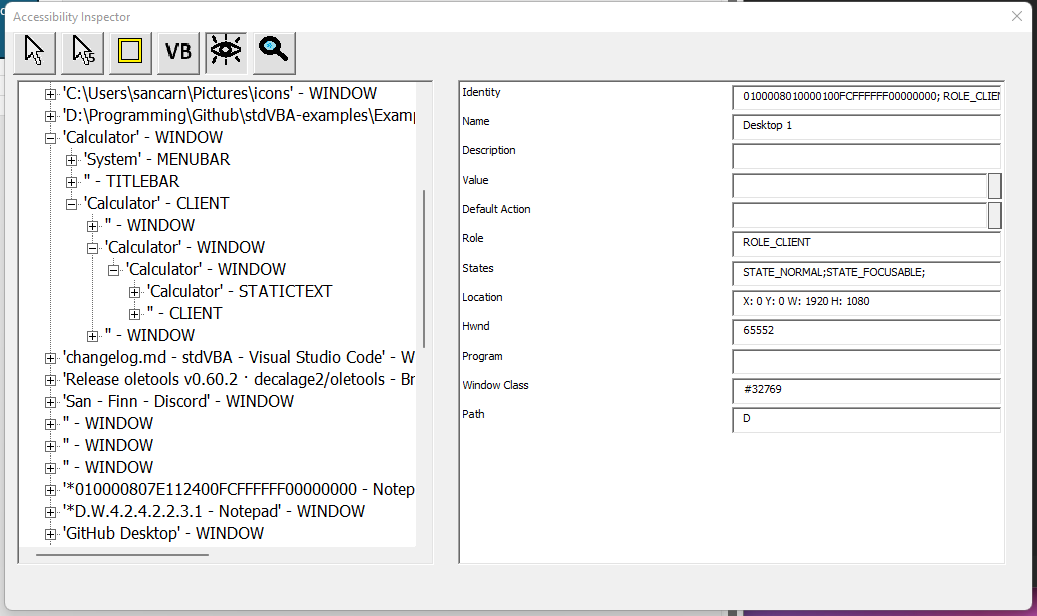 Accessibility Inspector
VB
'C:\Users\sancarn\Pictures\icons' - WINDOW
'D:\Programming\Github\stdVBA-examples\Examp
'Calculator' - WINDOW
'System' - MENUBAR
'' - TITLEBAR
'Calculator' - CLIENT
'' - WINDOW
'Calculator' - WINDOW
'Calculator' - WINDOW
'Calculator' - STATICTEXT
'' - CLIENT
'' - WINDOW
'changelog.md - stdVBA - Visual Studio Code' - W
'Release oletools v0.60.2 · decalage2/oletools - Br
'San - Finn - Discord' - WINDOW
'' - WINDOW
'' - WINDOW
'' - WINDOW
'*010000807E112400FCFFFFFF00000000 - Notep
'*D.W.4.2.4.2.2.3.1 - Notepad' - WINDOW
'GitHub Desktop' - WINDOW
Identity 0100008010000100FCFFFFFF00000000; ROLE_CLIEN
Name Desktop 1
Description
Value
Default Action
Role ROLE_CLIENT
States STATE_NORMAL;STATE_FOCUSABLE;
Location X: 0 Y: 0 W: 1920 H: 1080
Hwnd 65552
Program
Window Class #32769
Path D